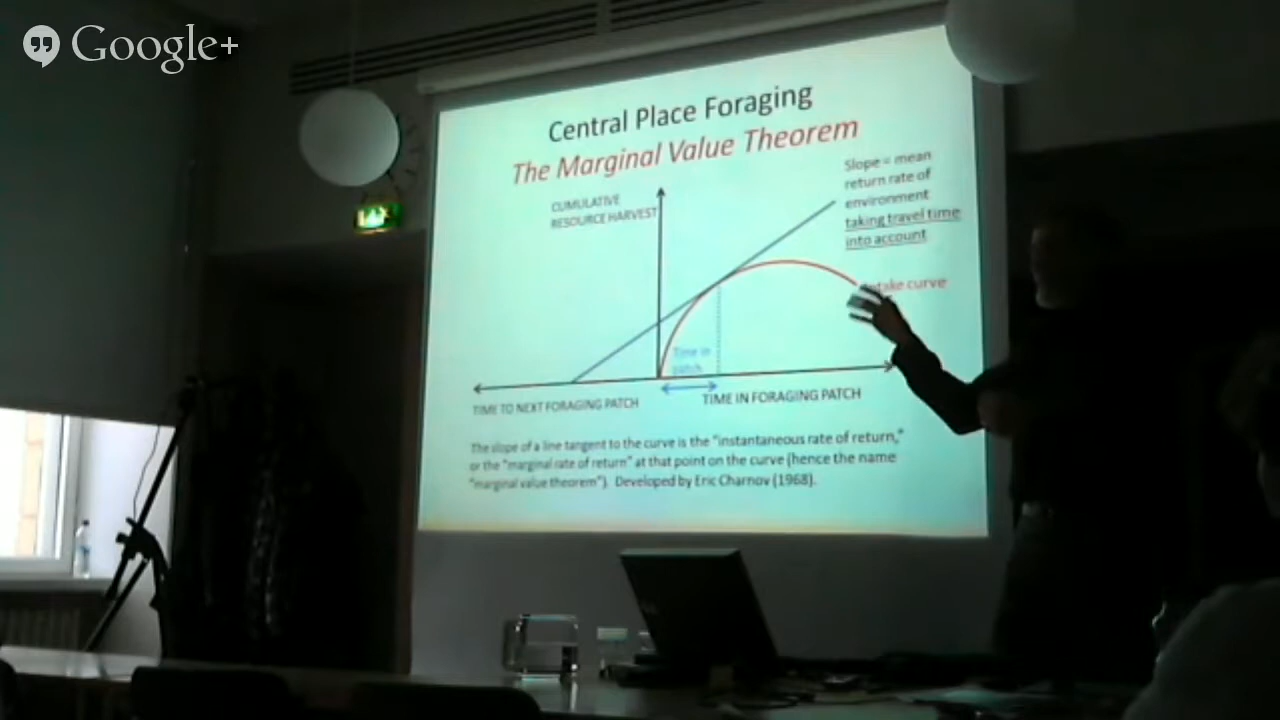 Google+
Central Place Foraging
The Marginal Value Theorem
Slope = mean
return rate of
environment
taking travel time
into account
CUMULATIVE
RESOURCE HARVEST
curve
Time in
patch
TIME TO NEXT FORAGING PATCH
TIME IN FORAGING PATCH
The slope of a line tangent to the curve is the "instantaneous rate of return,"
or the "marginal rate of return" at that point on the curve (hence the name
"marginal value theorem"). Developed by Eric Charnov (1968).